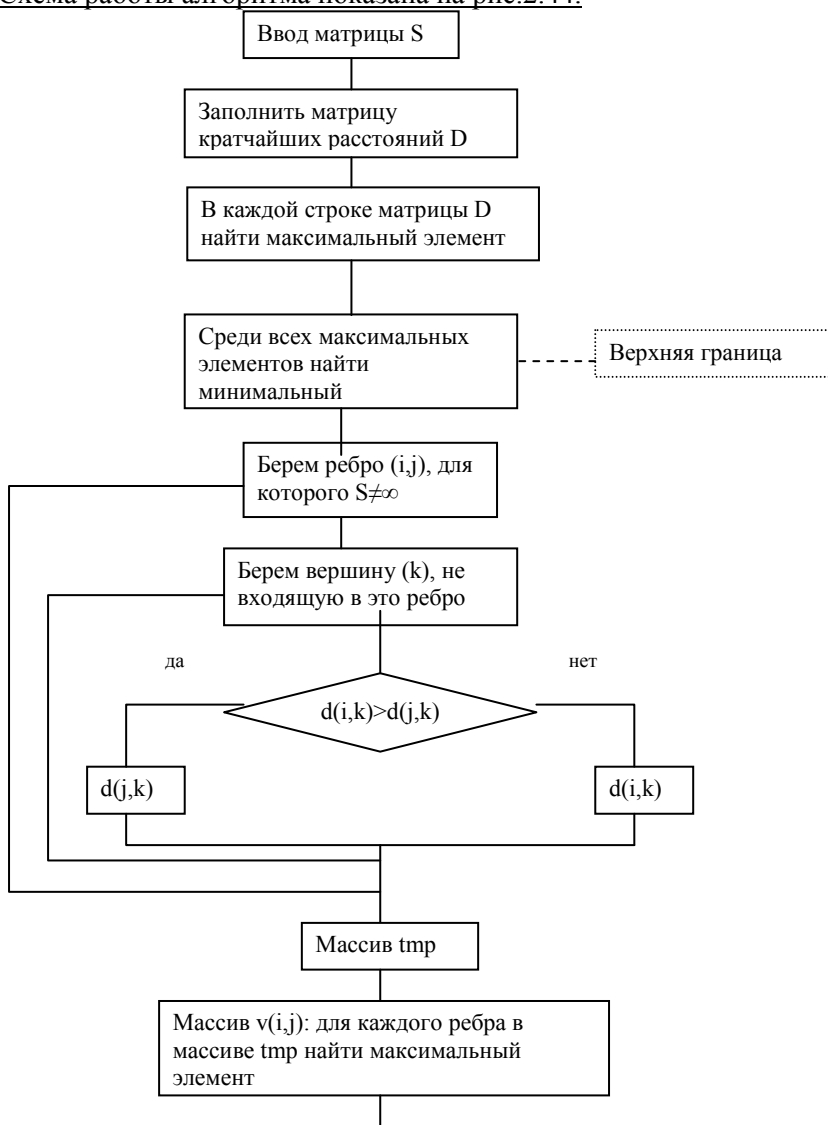 Схема работы алгоритма показана на рис.2.44.
Ввод матрицы S
Заполнить матрицу
кратчайших расстояний D
В каждой строке матрицы D
найти максимальный элемент
Среди всех максимальных
элементов найти
минимальный
Верхняя граница
Берем ребро (i,j), для
которого S≠∞
Берем вершину (k), не
входящую в это ребро
да
нет
d(i,k)>d(j,k)
d(j,k)
d(i,k)
Массив tmp
Массив v(i,j): для каждого ребра в
массиве tmp найти максимальный
элемент